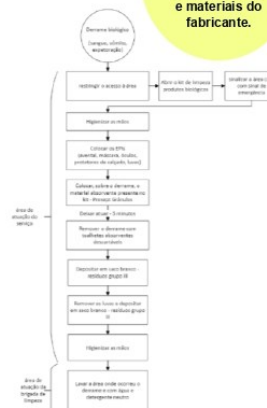 e materiais do
fabricante.
Derrame biológico
(sangue, vómito,
expetoração)
restringir o acesso à área
Abrir o kit de limpeza
produtos biológicos
Sinalizar a área
com sinal de
emergência
Higienizar as mãos
Colocar os EPIs
(avental, máscara, óculos,
protetores de calçado, luvas)
Colocar, sobre o derrame, o
material absorvente presente no
kit -
Deixar atuar - 3 minutos
Remover o derrame com
toalhetes absorventes
descartáveis
Depositar em saco branco -
resíduo grupo III
Remover as luvas e depositar
em saco branco - resíduo grupo
III
Higienizar as mãos
Lavar a área onde ocorreu o
derrame com água e
detergente neutro
área de
atuação do
serviço
área de
atuação da
brigada de
limpeza